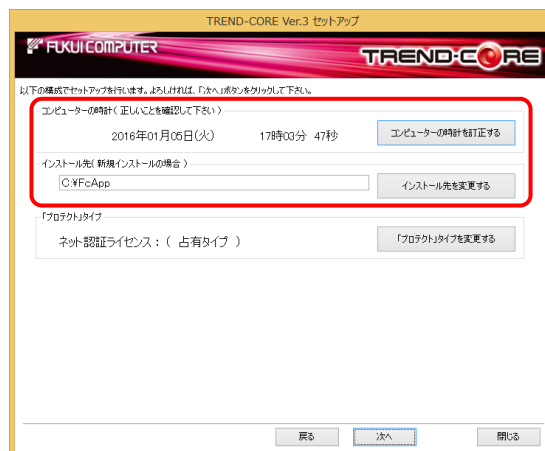 TREND-CORE Ver.3 セットアップ
FUKUI COMPUTER
TREND-CORE
以下の構成でセットアップを行います。よろしければ、「次へ」ボタンをクリックして下さい。
コンピューターの時計( 正しいことを確認して下さい )
2016年01月05日(火) 17時03分 47秒 コンピューターの時計を訂正する
インストール先( 新規インストールの場合 )
C:¥FcApp インストール先を変更する
「プロテクト」タイプ
ネット認証ライセンス：( 占有タイプ ) 「プロテクト」タイプを変更する
戻る 次へ 閉じる